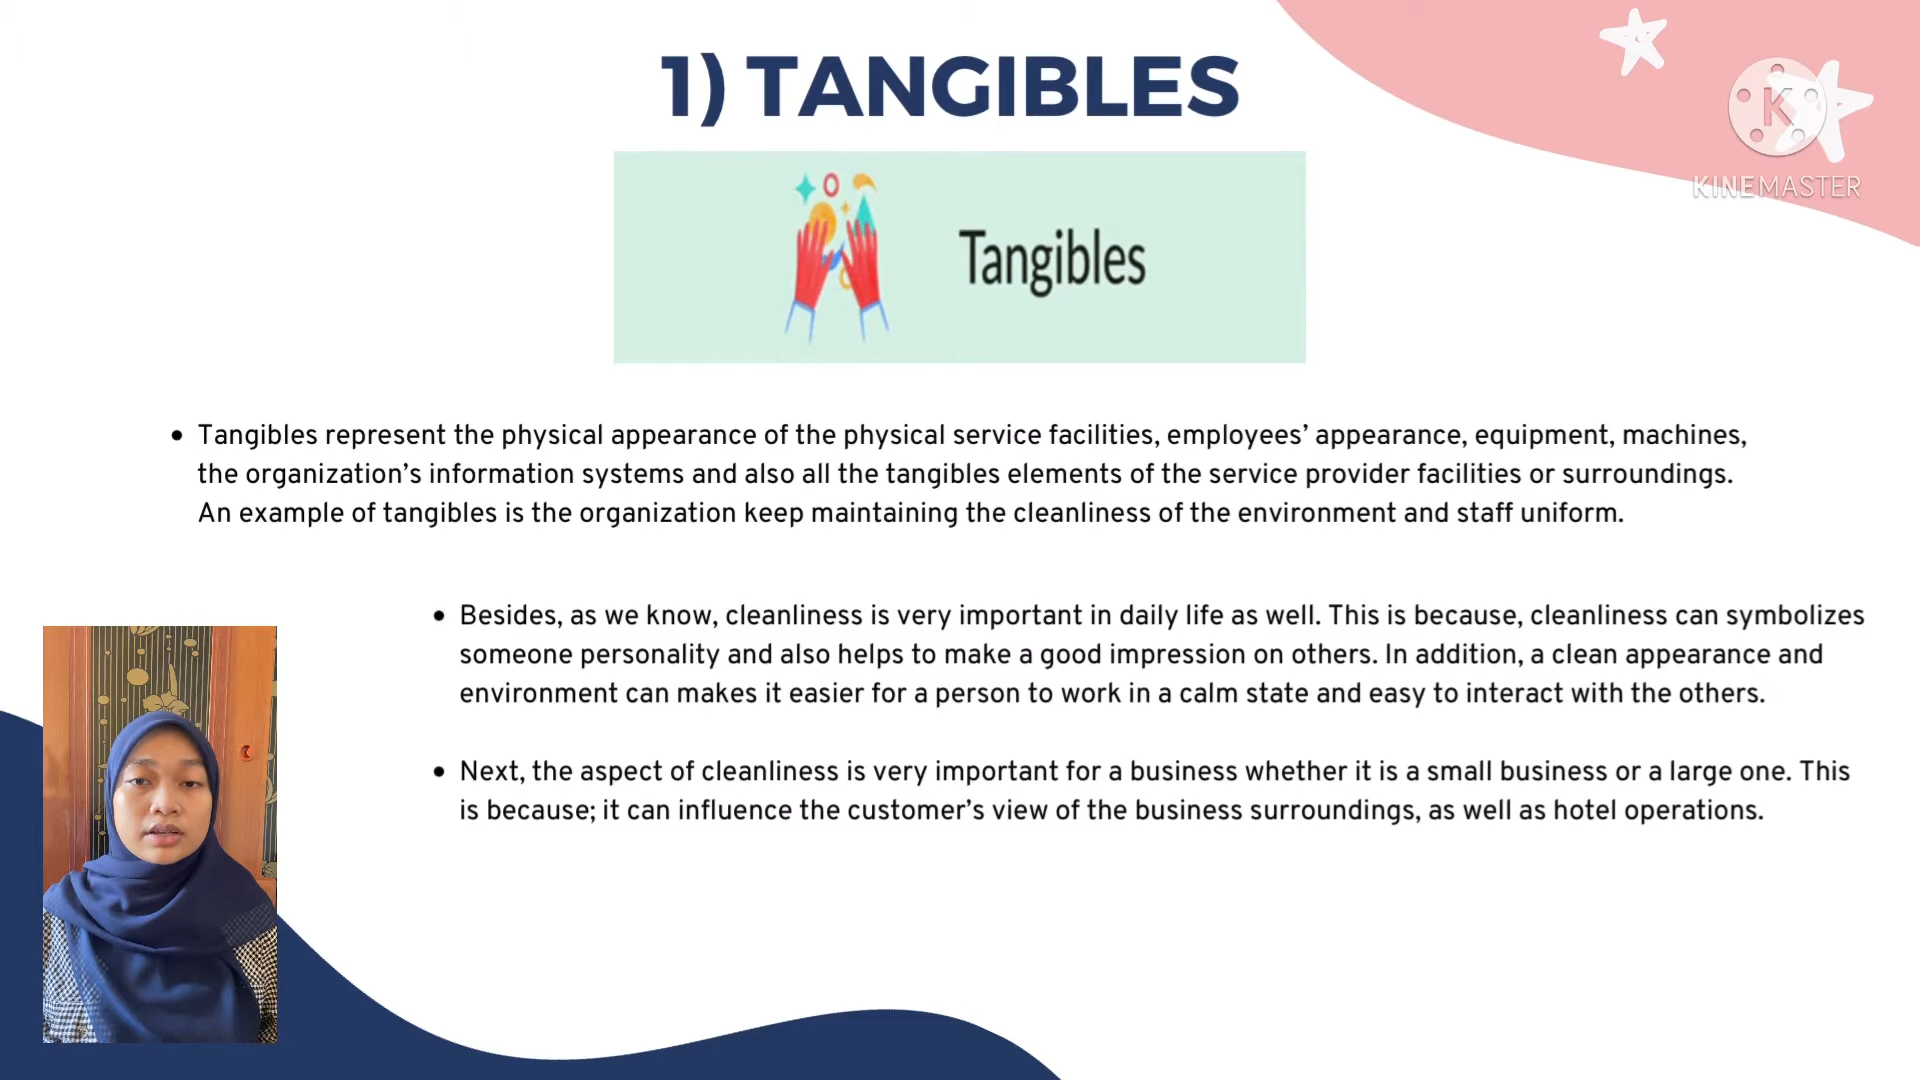 1) TANGIBLES
K
KINEMASTER
Tangibles
• Tangibles represent the physical appearance of the physical service facilities, employees’ appearance, equipment, machines,
the organization’s information systems and also all the tangibles elements of the service provider facilities or surroundings.
An example of tangibles is the organization keep maintaining the cleanliness of the environment and staff uniform.
• Besides, as we know, cleanliness is very important in daily life as well. This is because, cleanliness can symbolizes
someone personality and also helps to make a good impression on others. In addition, a clean appearance and
environment can makes it easier for a person to work in a calm state and easy to interact with the others.
• Next, the aspect of cleanliness is very important for a business whether it is a small business or a large one. This
is because; it can influence the customer’s view of the business surroundings, as well as hotel operations.